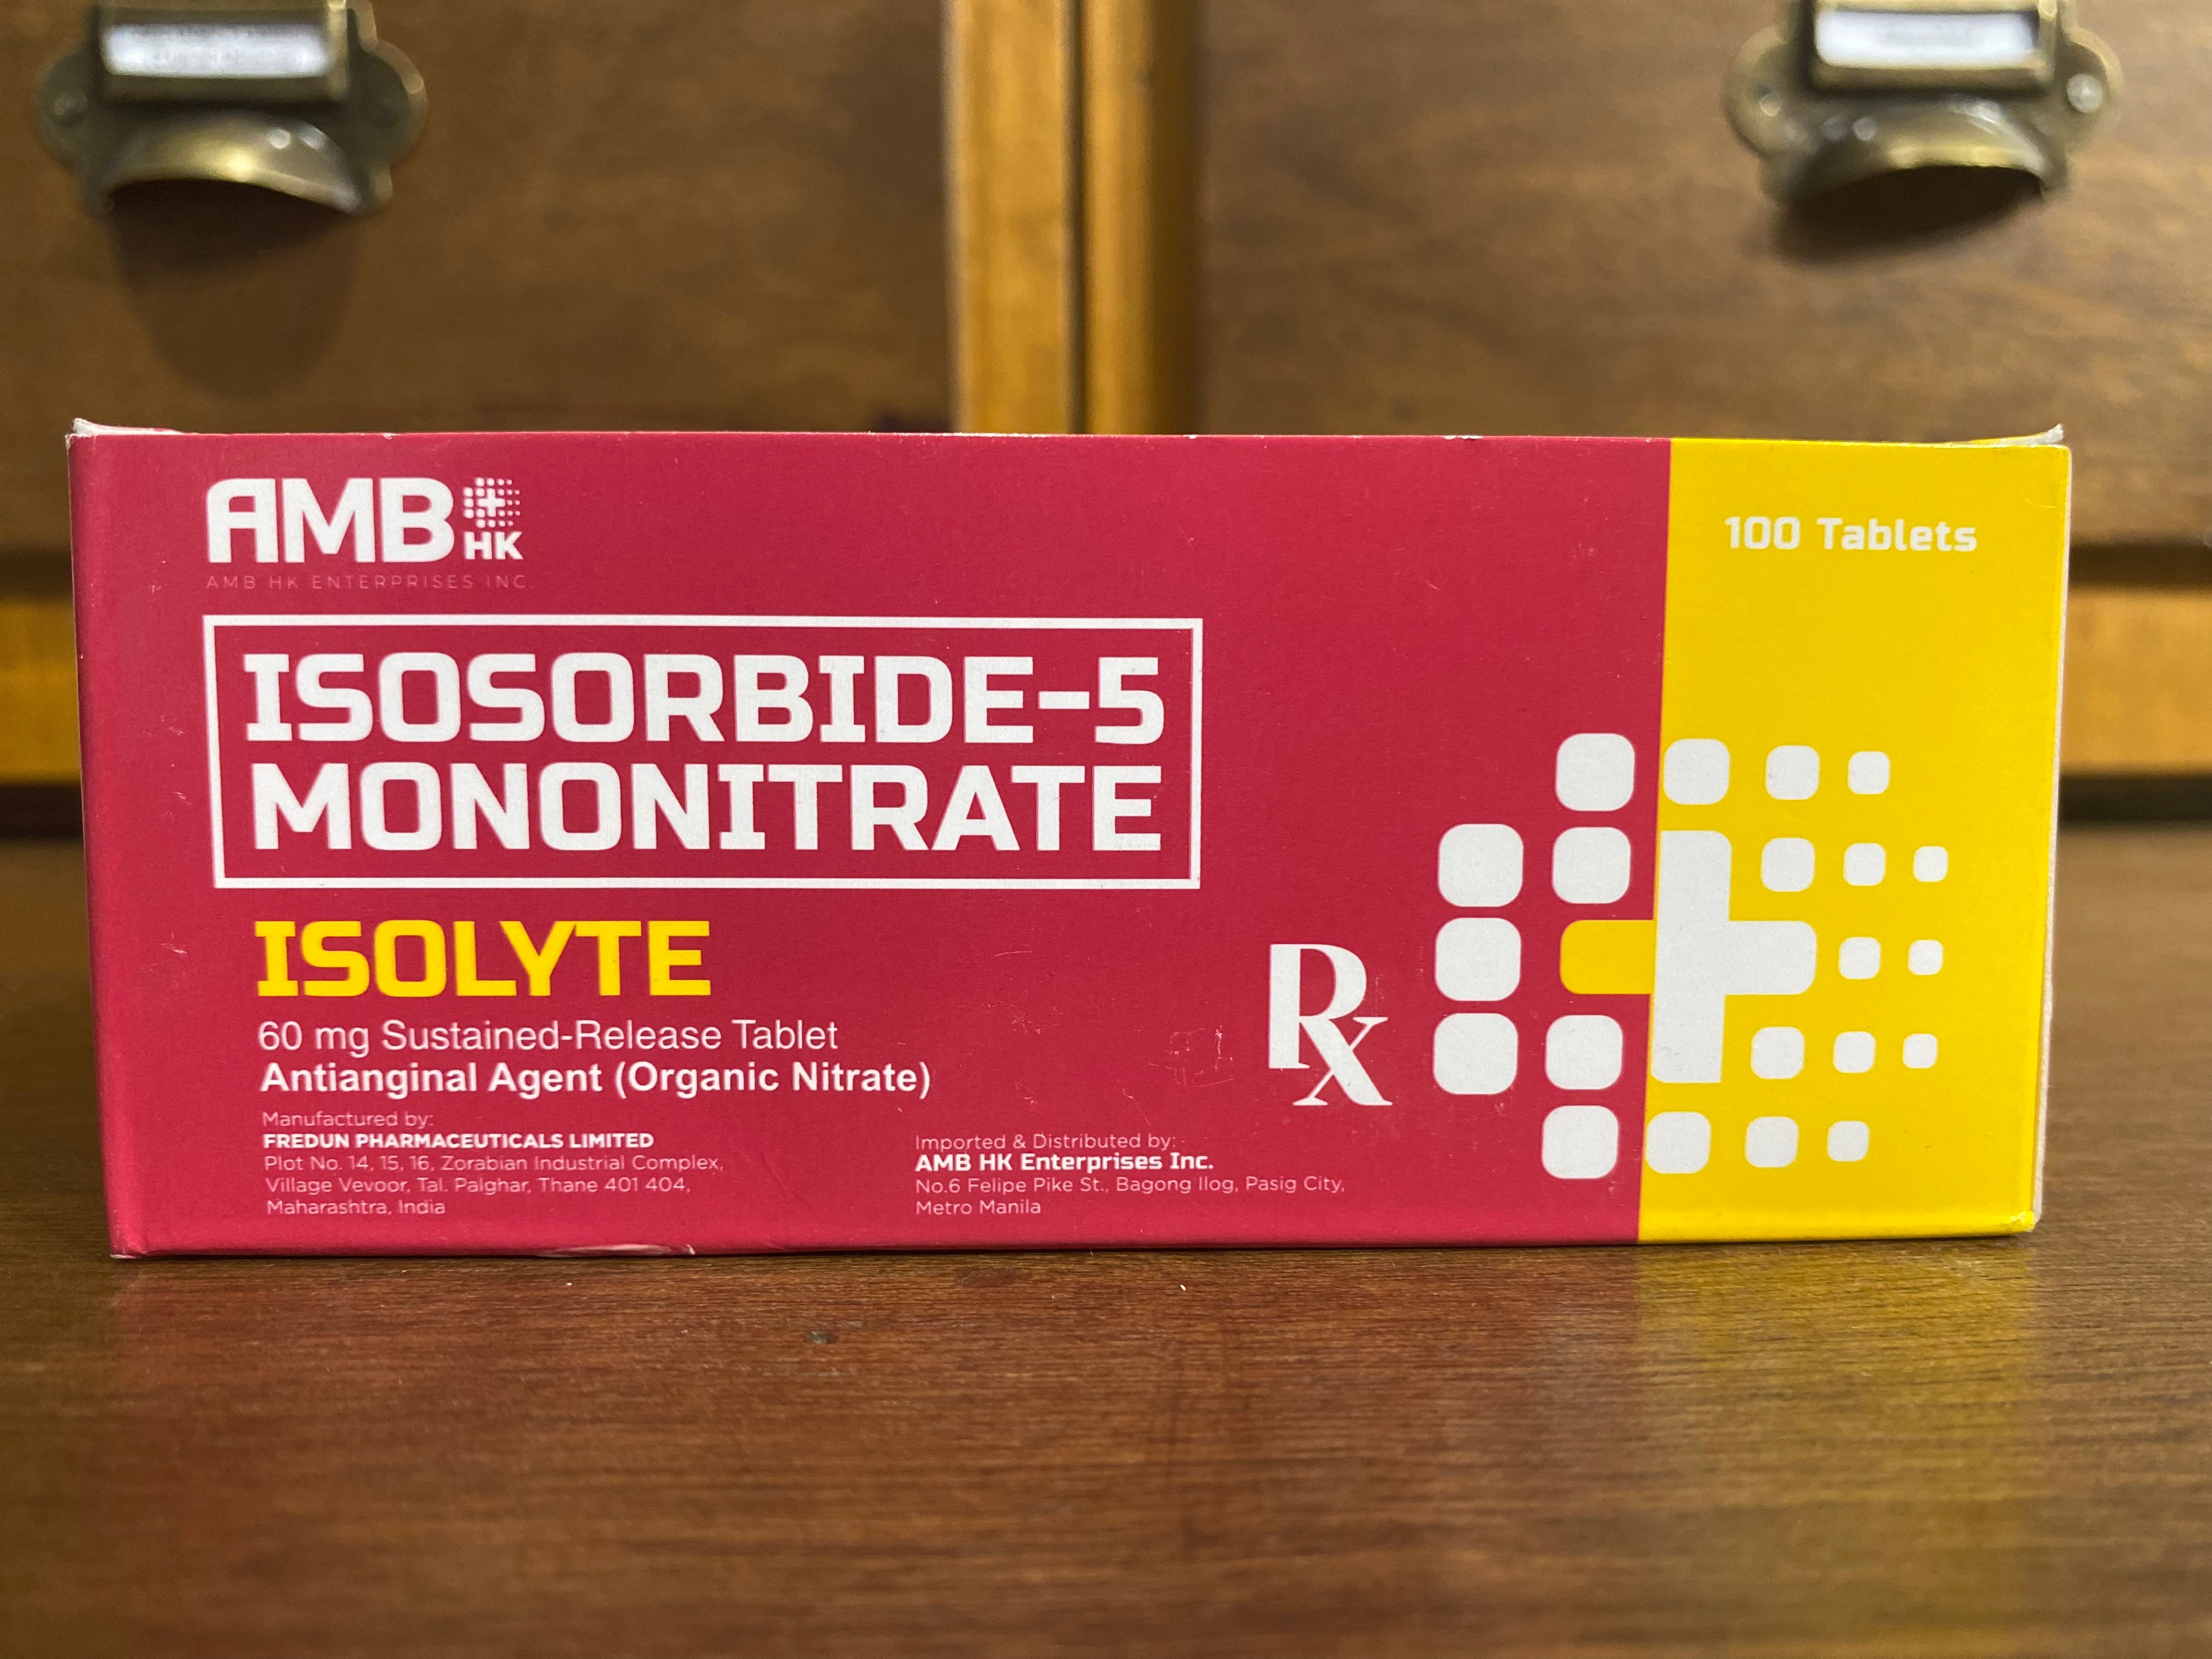 AMB HK
AMB HK ENTERPRISES INC.
100 Tablets
ISOSORBIDE-5
MONONITRATE
ISOLYTE
60 mg Sustained-Release Tablet
Antianginal Agent (Organic Nitrate)
Rx
Manufactured by:
FREDUN PHARMACEUTICALS LIMITED
Plot No. 14, 15, 16, Zorabian Industrial Complex,
Village Vevoor, Tal. Palghar, Thane 401 404,
Maharashtra, India
Imported & Distributed by:
AMB HK Enterprises Inc.
No.6 Felipe Pike St., Bagong Ilog, Pasig City,
Metro Manila